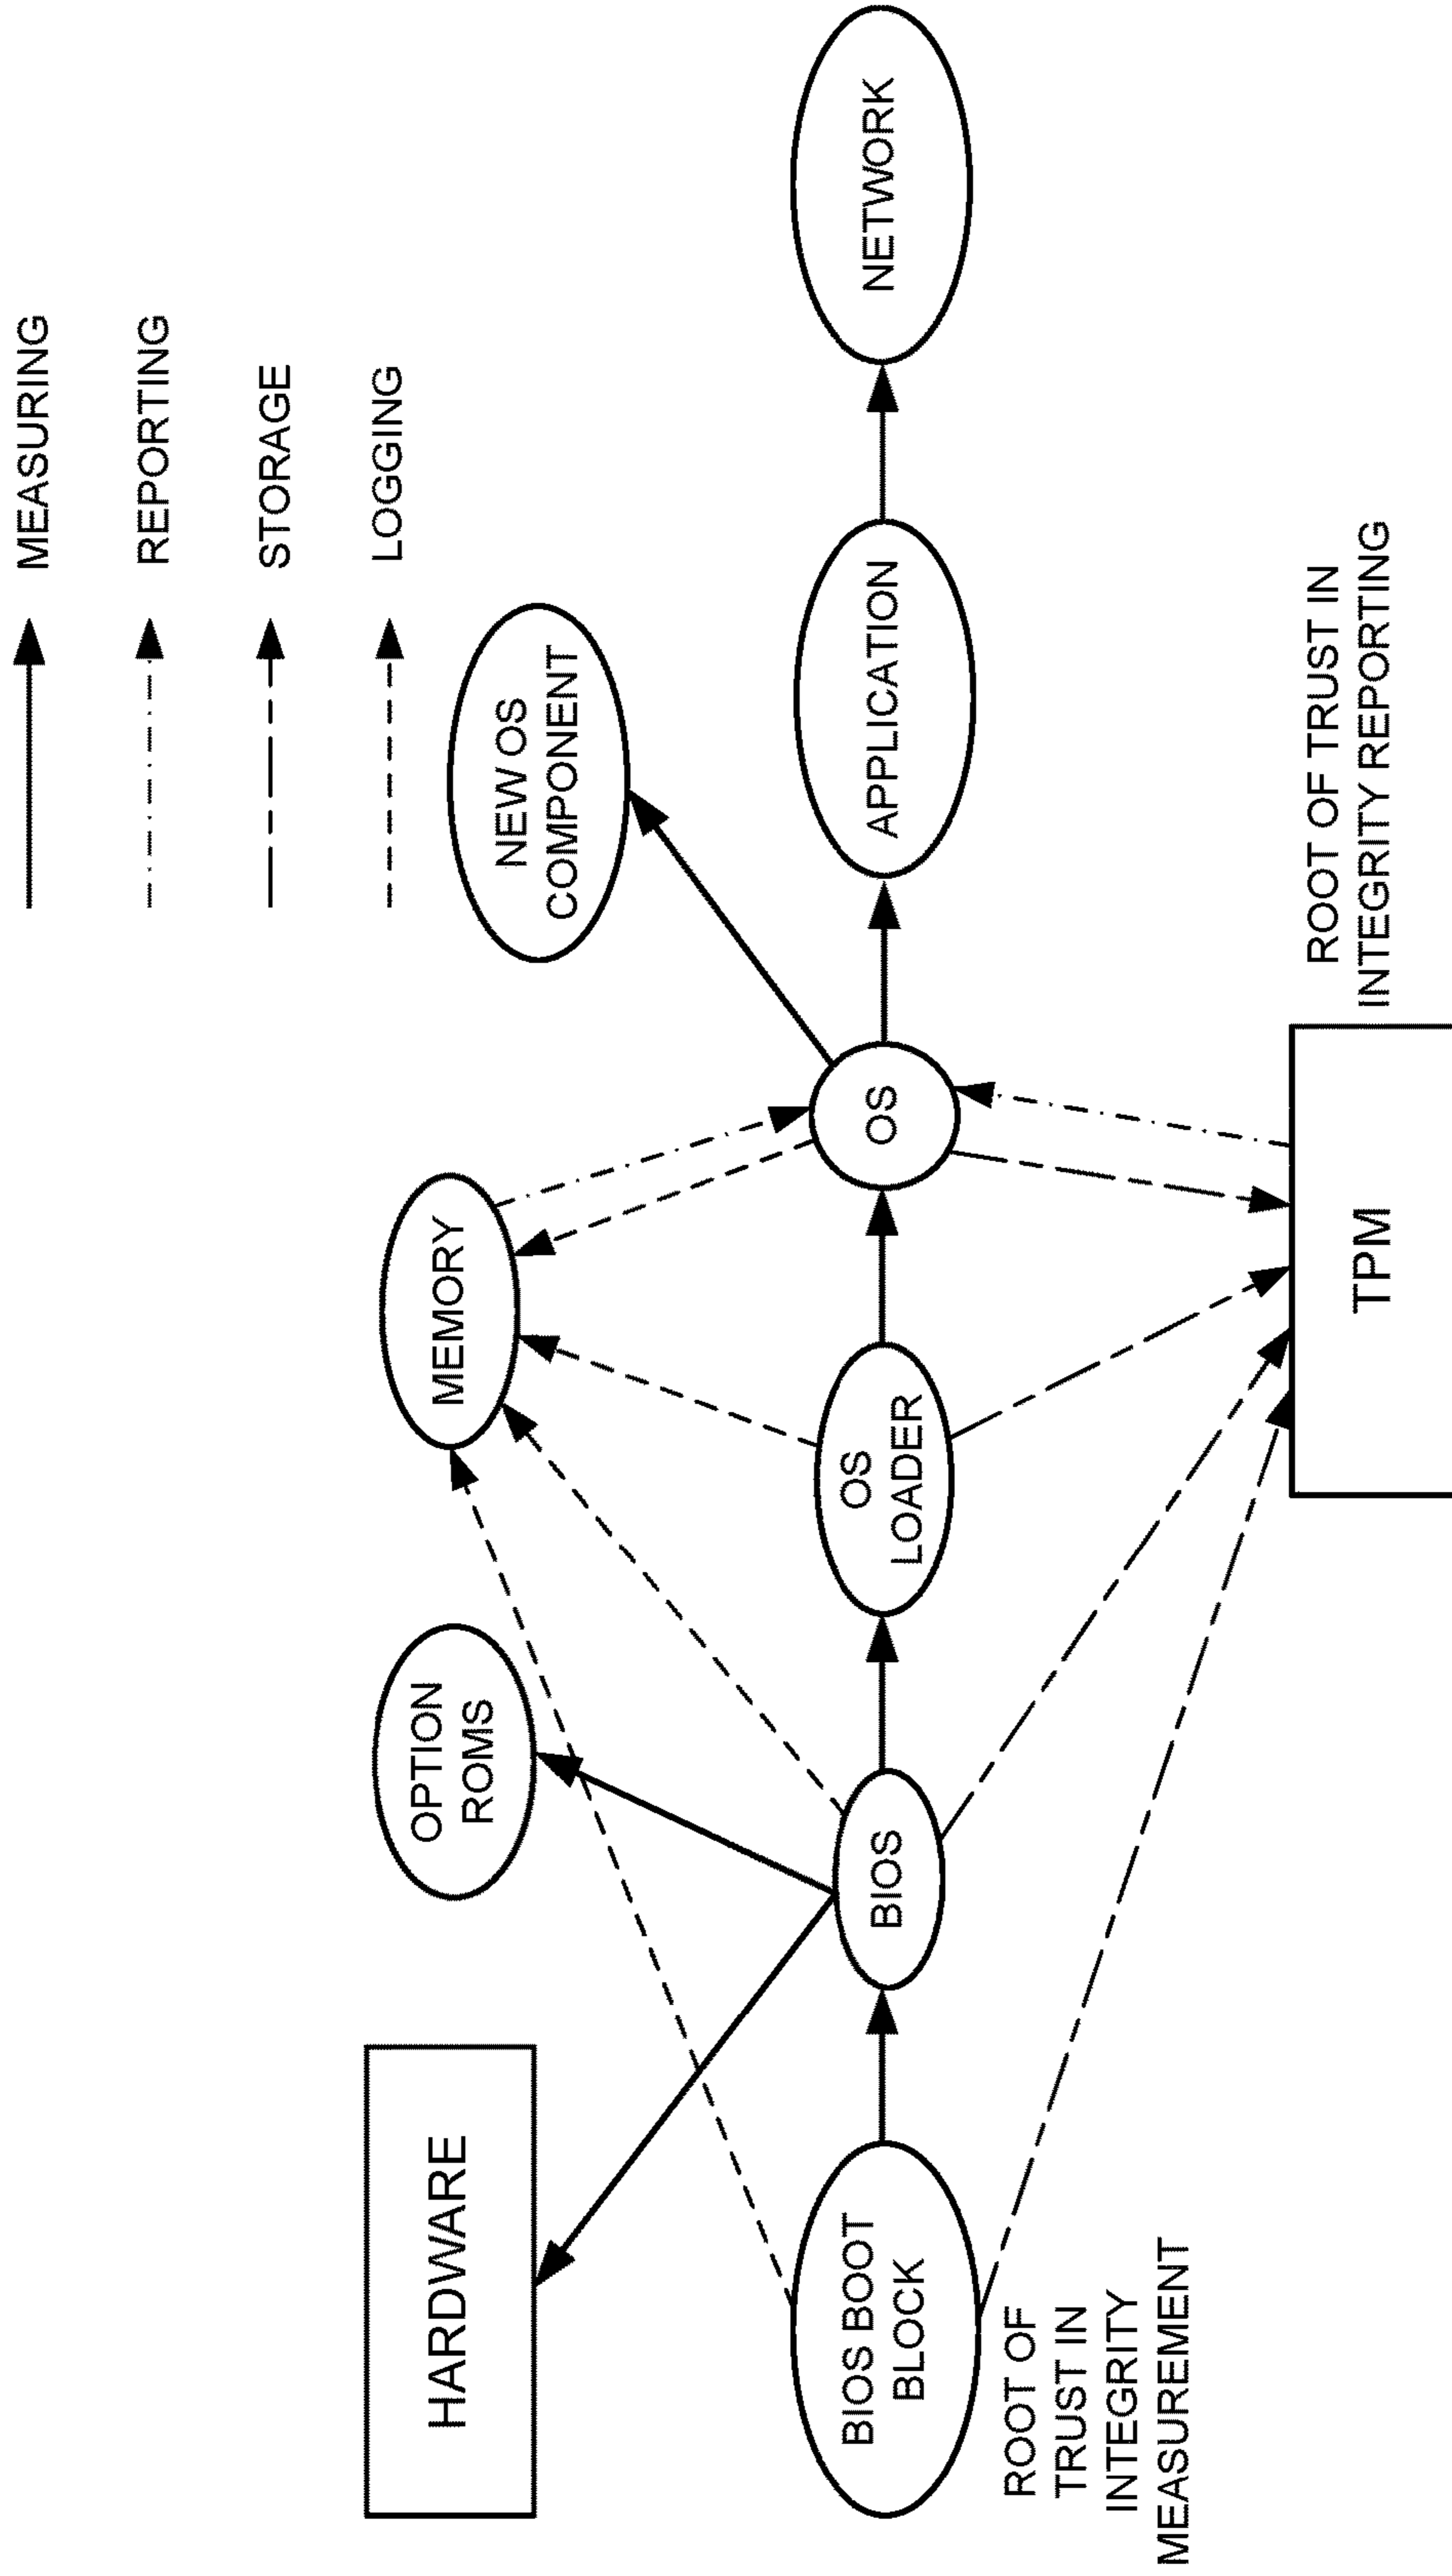 MEASURING
REPORTING
STORAGE
LOGGING
HARDWARE
OPTION
ROMS
MEMORY
NEW OS
COMPONENT
BIOS BOOT
BLOCK
BIOS
OS
LOADER
OS
APPLICATION
NETWORK
ROOT OF
TRUST IN
INTEGRITY
MEASUREMENT
TPM
ROOT OF TRUST IN
INTEGRITY REPORTING